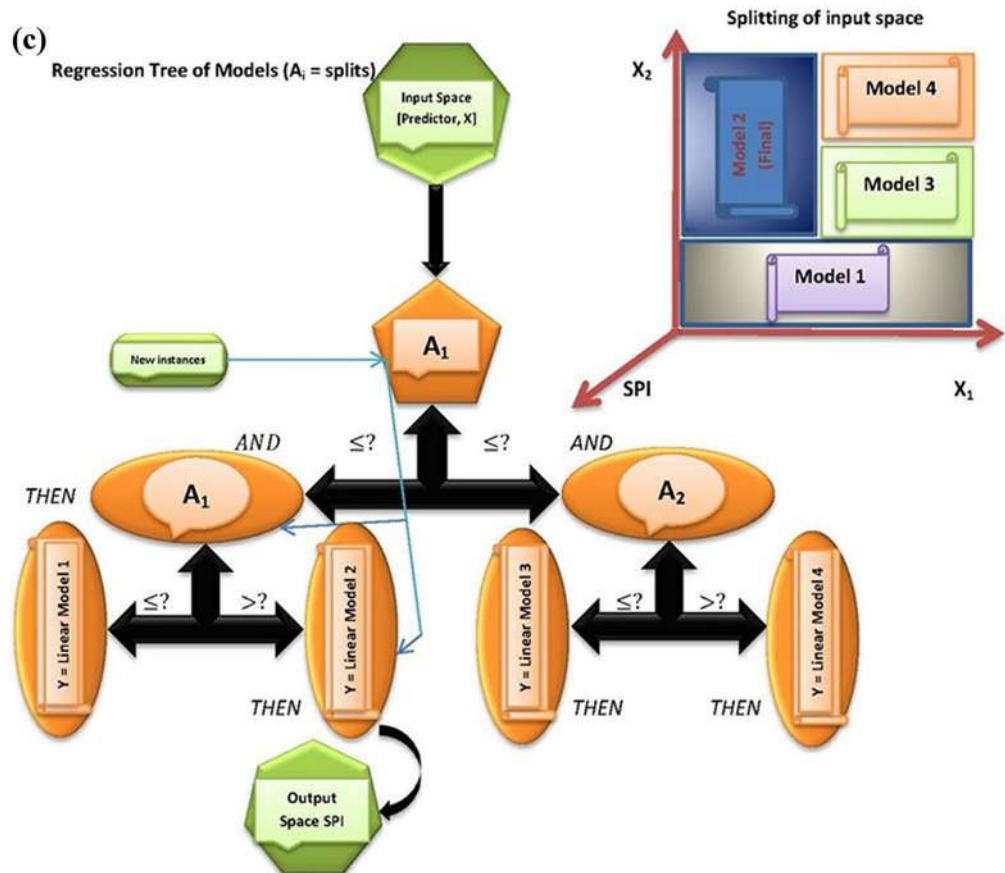 (c)
Regression Tree of Models (Aᵢ = splits)
Input Space
[Predictor, X]
A₁
New instances
AND
≤?
≤?
AND
THEN
A₁
A₂
Y = Linear Model 1
≤?
>?
Y = Linear Model 2
Y = Linear Model 3
≤?
>?
Y = Linear Model 4
THEN
THEN
THEN
Output
Space SPI
Splitting of input space
X₂
Model 2
(Final)
Model 4
Model 3
Model 1
SPI
X₁